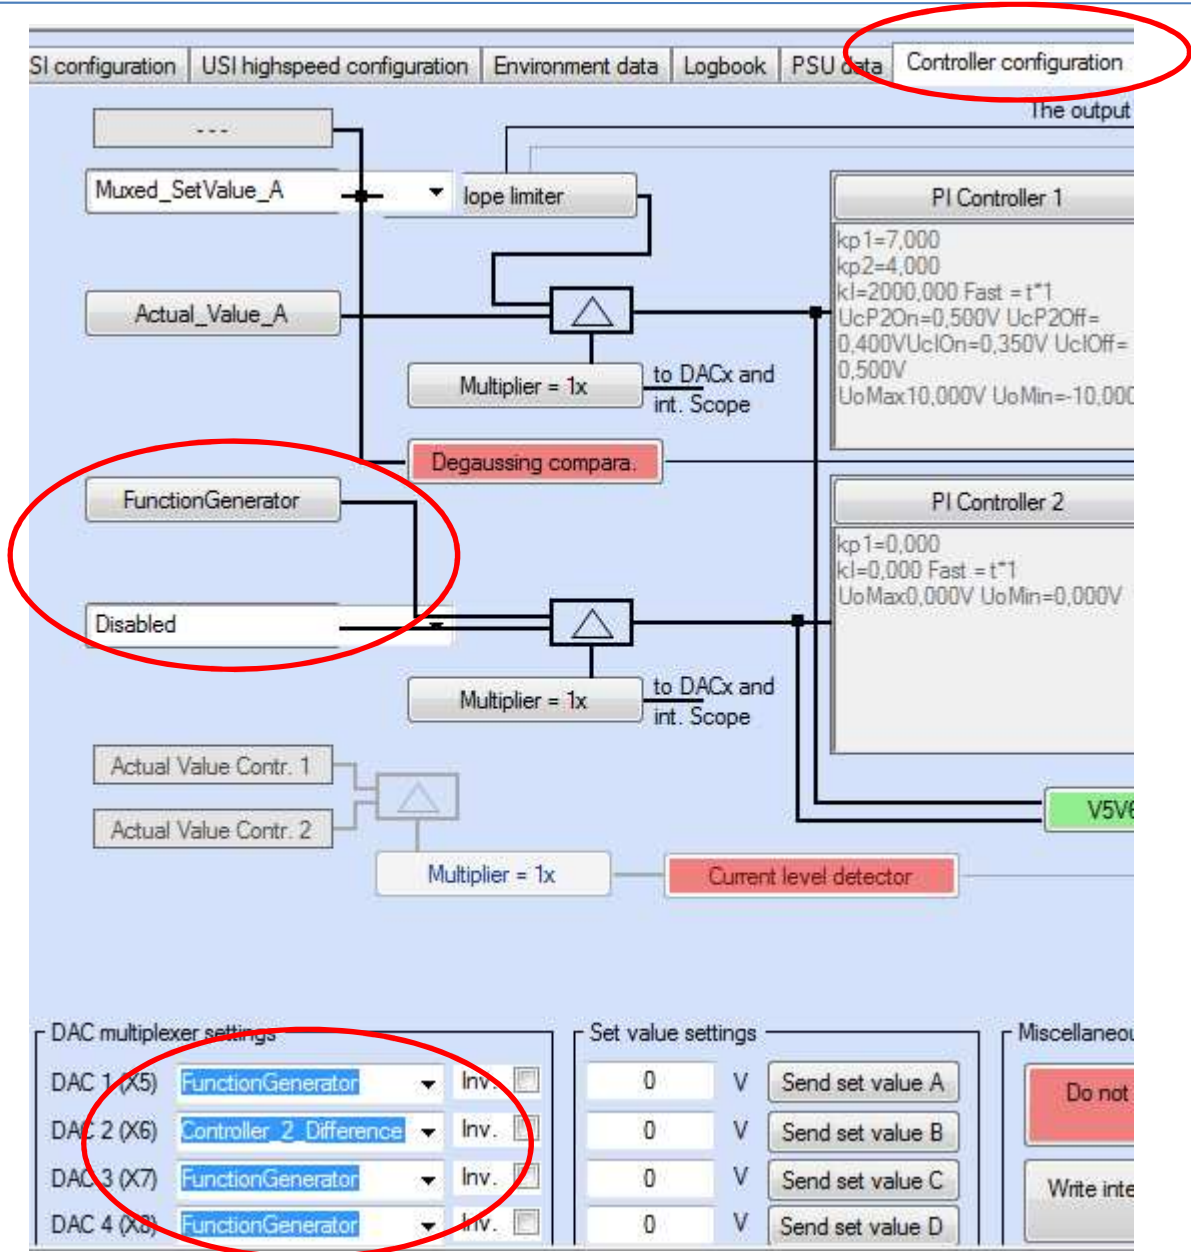 SI configuration USI highspeed configuration Environment data Logbook PSU data Controller configuration
The output
- - -
Muxed_SetValue_A lope limiter
PI Controller 1
kp1=7,000
kp2=4,000
kI=2000,000 Fast = t*1
UcP2On=0,500V UcP2Off=
0,400VUcIOn=0,350V UcIOff=
0,500V
UoMax10,000V UoMin=-10,000
Actual_Value_A
Multiplier = 1x
to DACx and
int. Scope
Degaussing compara.
FunctionGenerator
PI Controller 2
kp1=0,000
kI=0,000 Fast = t*1
UoMax0,000V UoMin=0,000V
Disabled
Multiplier = 1x
to DACx and
int. Scope
Actual Value Contr. 1
Actual Value Contr. 2
V5V6
Multiplier = 1x
Current level detector
DAC multiplexer settings
DAC 1 (X5) FunctionGenerator Inv.
DAC 2 (X6) Controller_2_Difference Inv.
DAC 3 (X7) FunctionGenerator Inv.
DAC 4 (X8) FunctionGenerator Inv.
Set value settings
0 V Send set value A
0 V Send set value B
0 V Send set value C
0 V Send set value D
Miscellaneou
Do not
Write inte